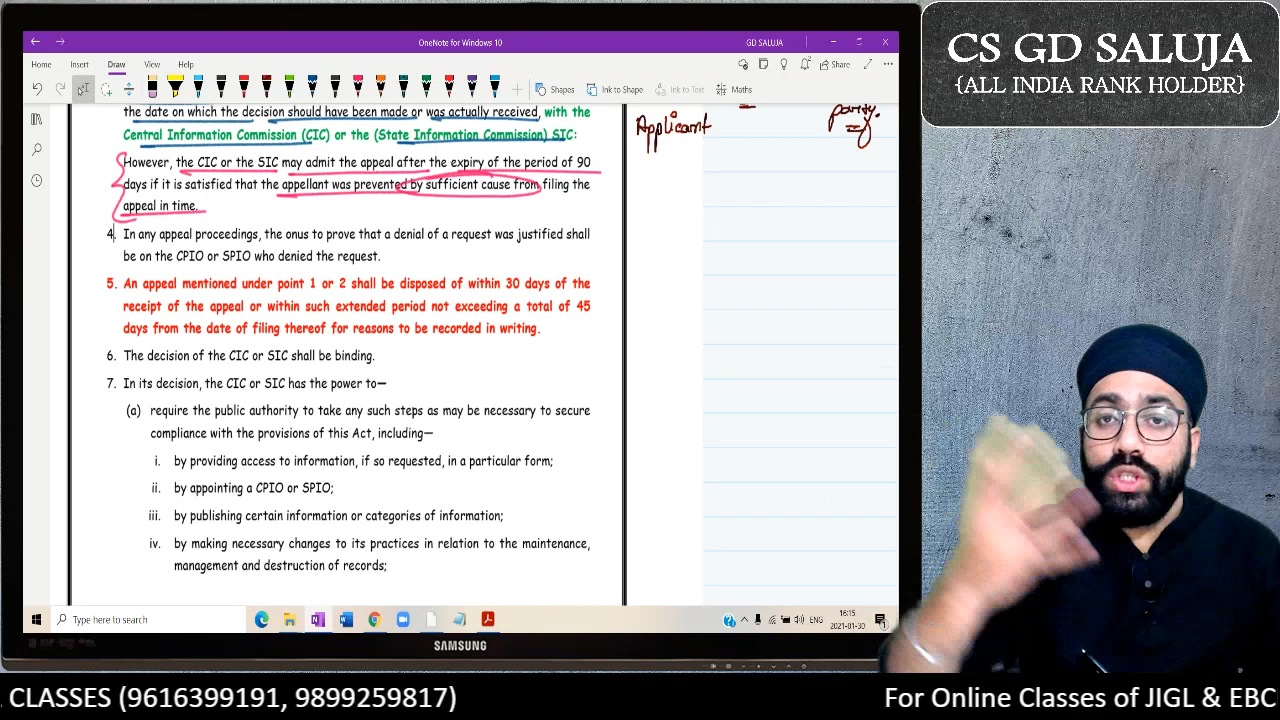 OneNote for Windows 10
GD SALUJA
Home Insert Draw View Help
Share
Shapes Ink to Shape Ink to Text Maths
the date on which the decision should have been made or was actually received, with the
Central Information Commission (CIC) or the (State Information Commission) SIC:
However, the CIC or the SIC may admit the appeal after the expiry of the period of 90
days if it is satisfied that the appellant was prevented by sufficient cause from filing the
appeal in time.
4. In any appeal proceedings, the onus to prove that a denial of a request was justified shall
be on the CPIO or SPIO who denied the request.
5. An appeal mentioned under point 1 or 2 shall be disposed of within 30 days of the
receipt of the appeal or within such extended period not exceeding a total of 45
days from the date of filing thereof for reasons to be recorded in writing.
6. The decision of the CIC or SIC shall be binding.
7. In its decision, the CIC or SIC has the power to—
(a) require the public authority to take any such steps as may be necessary to secure
compliance with the provisions of this Act, including—
i. by providing access to information, if so requested, in a particular form;
ii. by appointing a CPIO or SPIO;
iii. by publishing certain information or categories of information;
iv. by making necessary changes to its practices in relation to the maintenance,
management and destruction of records;
Applicant
party.
Type here to search
ENG
16:15
2021-01-30
SAMSUNG
CS GD SALUJA
{ALL INDIA RANK HOLDER}
CLASSES (9616399191, 9899259817)
For Online Classes of JIGL & EBC